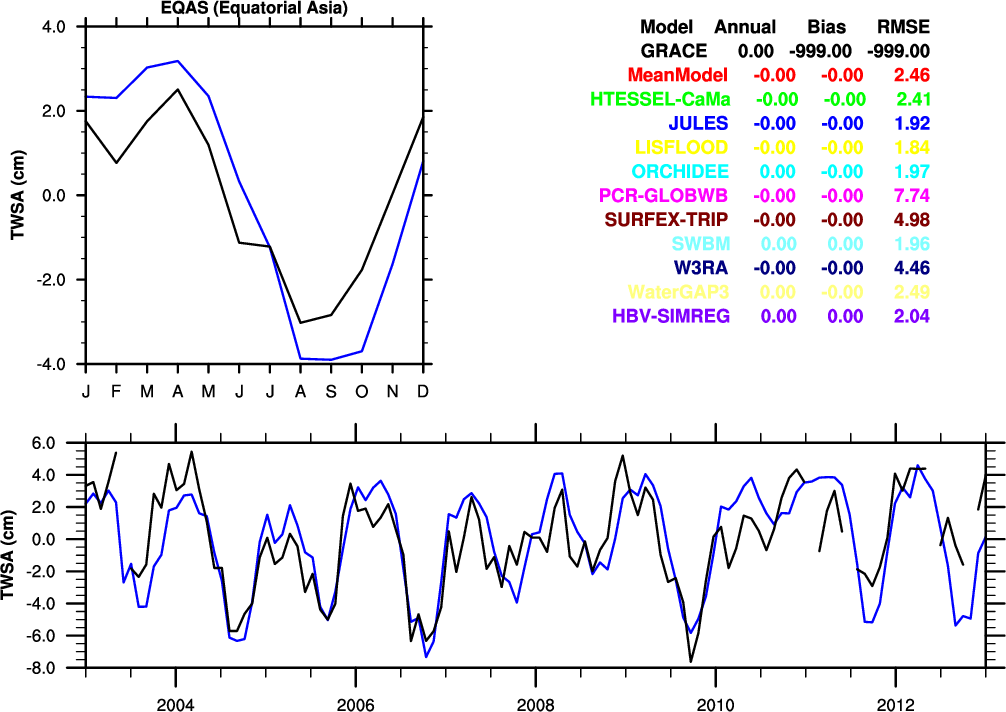 EQAS (Equatorial Asia)
4.0
2.0
0.0
-2.0
-4.0
TWSA (cm)
J F M A M J J A S O N D
Model Annual Bias RMSE
GRACE 0.00 -999.00 -999.00
MeanModel -0.00 -0.00 2.46
HTESSEL-CaMa -0.00 -0.00 2.41
JULES -0.00 -0.00 1.92
LISFLOOD -0.00 -0.00 1.84
ORCHIDEE 0.00 -0.00 1.97
PCR-GLOBWB -0.00 -0.00 7.74
SURFEX-TRIP -0.00 -0.00 4.98
SWBM 0.00 0.00 1.96
W3RA -0.00 -0.00 4.46
WaterGAP3 0.00 -0.00 2.49
HBV-SIMREG 0.00 0.00 2.04
6.0
4.0
2.0
0.0
-2.0
-4.0
-6.0
-8.0
TWSA (cm)
2004 2006 2008 2010 2012